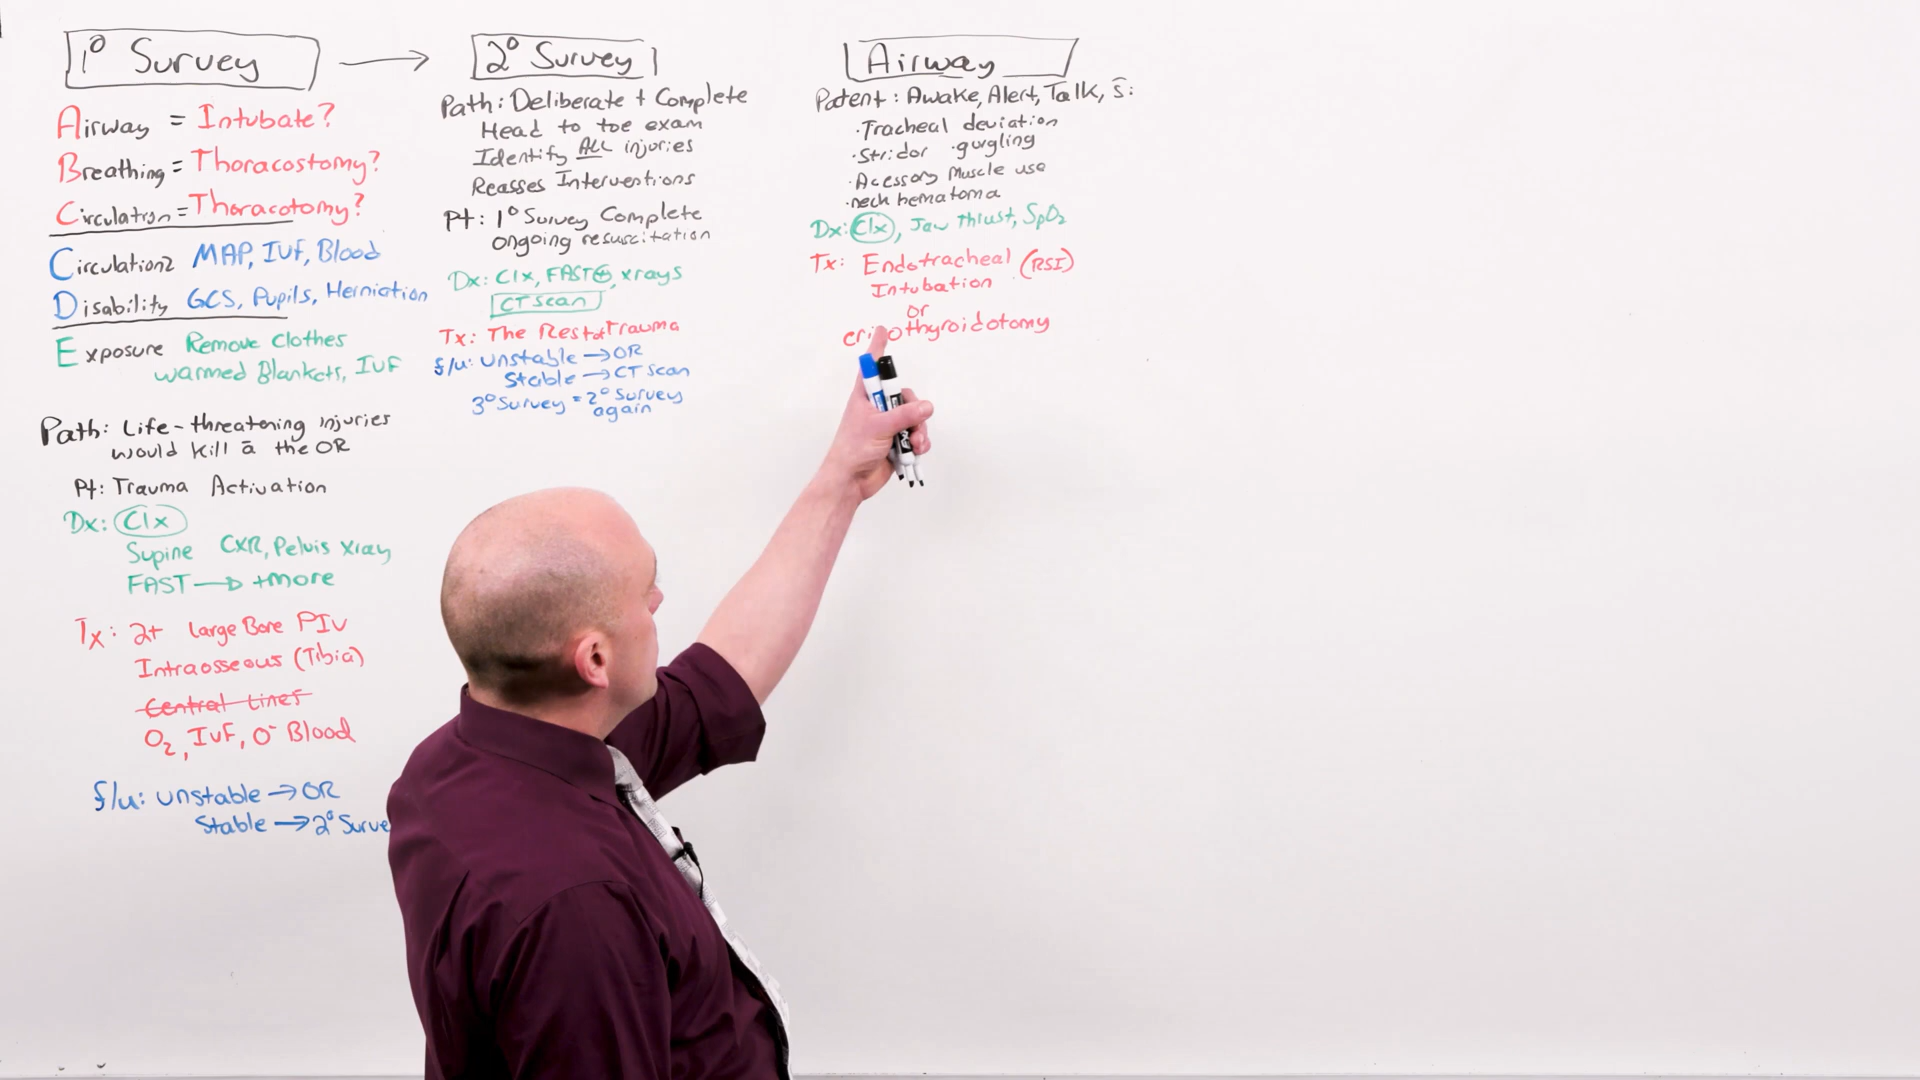 1° Survey
Airway = Intubate?
Breathing = Thoracostomy?
Circulation = Thoracotomy?
Circulation2 MAP, IVF, Blood
Disability GCS, Pupils, Herniation
Exposure Remove Clothes
warmed Blankets, IVF
Path: Life-threatening injuries
would kill ā the OR
Pt: Trauma Activation
Dx: Clx
Supine CXR, Pelvis xray
FAST → +more
Tx: 2+ large Bore PIV
Intraosseous (Tibia)
Central Lines
O2, IVF, O- Blood
f/u: unstable → OR
Stable → 2° Surve
2° Survey
Path: Deliberate + Complete
Head to toe exam
Identify ALL injuries
Reasses Interventions
Pt: 1° Survey Complete
ongoing resuscitation
Dx: Clx, FAST⊕, xrays
CT scan
Tx: The Rest of Trauma
f/u: unstable → OR
Stable → CT scan
3° Survey = 2° Survey
again
Airway
Patent: Awake, Alert, Talk, s̄:
·Tracheal deviation
·Stridor ·gurgling
·Acessory Muscle use
·neck hematoma
Dx: Clx, Jaw thrust, SpO2
Tx: Endotracheal (RSI)
Intubation
or
cricothyroidotomy